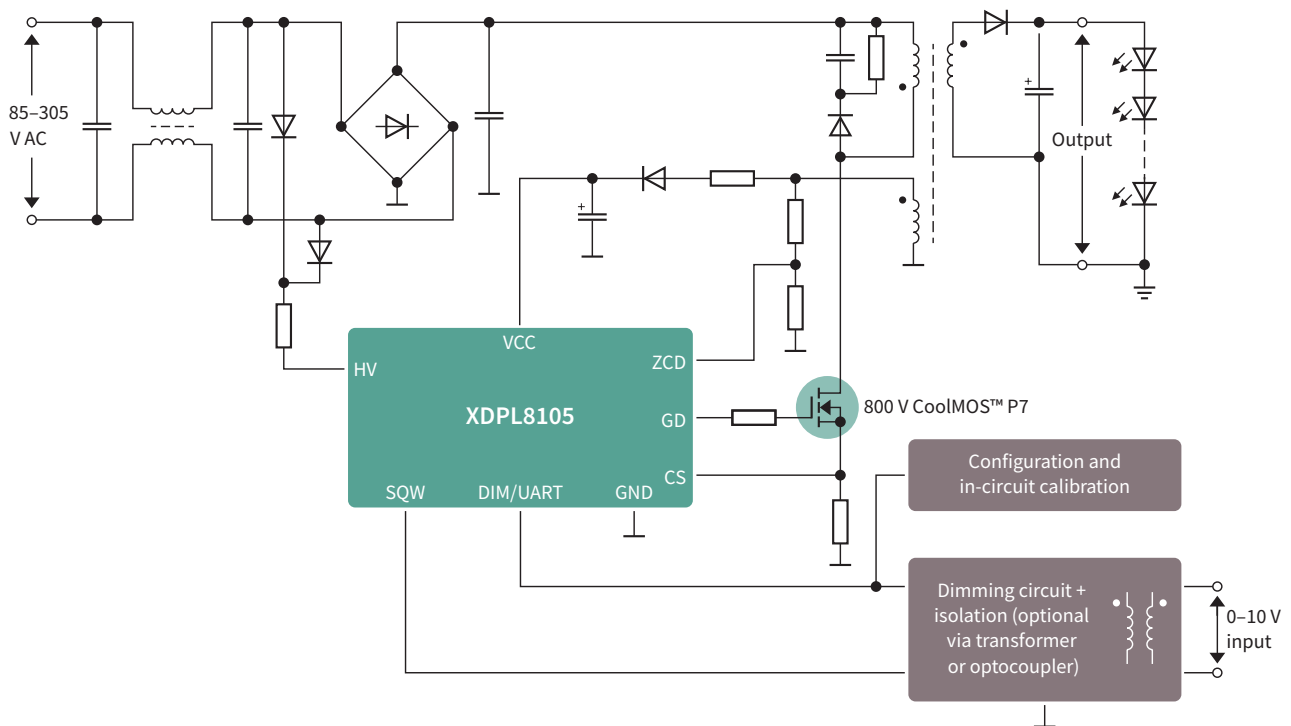 85–305
V AC
+
Output
+
VCC
HV
ZCD
XDPL8105
GD
800 V CoolMOS™ P7
CS
SQW
DIM/UART
GND
Configuration and
in-circuit calibration
Dimming circuit +
isolation (optional
via transformer
or optocoupler)
0–10 V
input